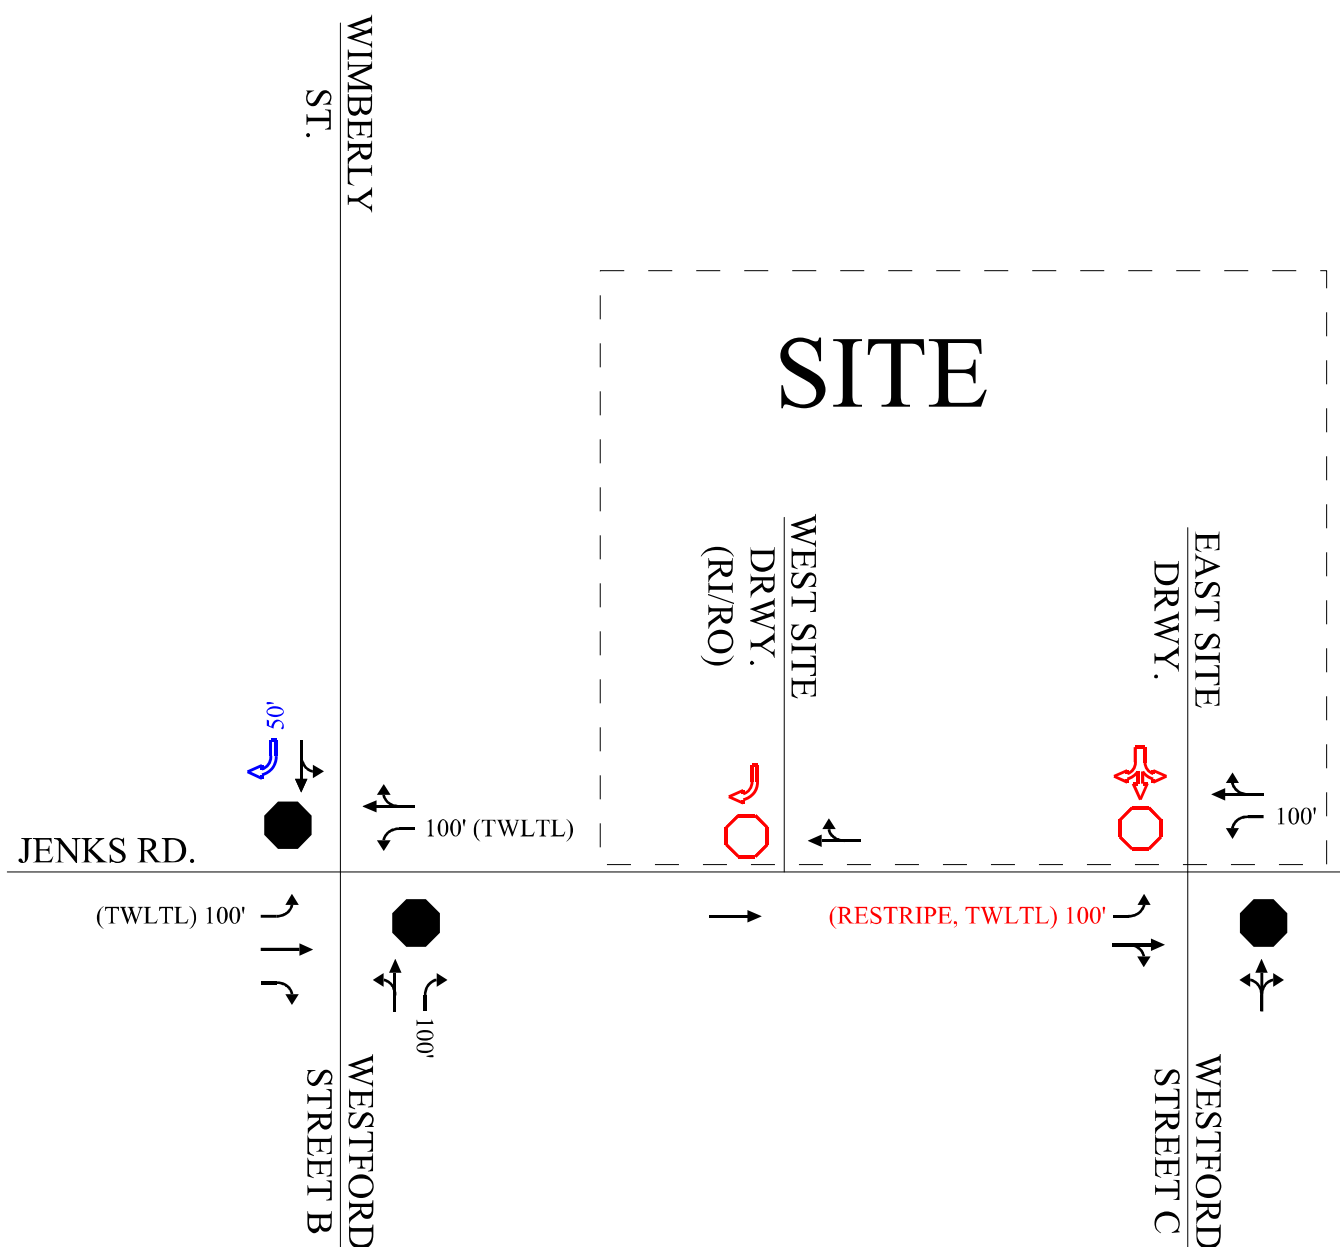 WIMBERLY
ST.
SITE
WEST SITE
DRWY.
(RI/RO)
EAST SITE
DRWY.
50'
100' (TWLTL)
100'
JENKS RD.
(TWLTL) 100'
(RESTRIPE, TWLTL) 100'
100'
WESTFORD
STREET B
WESTFORD
STREET C